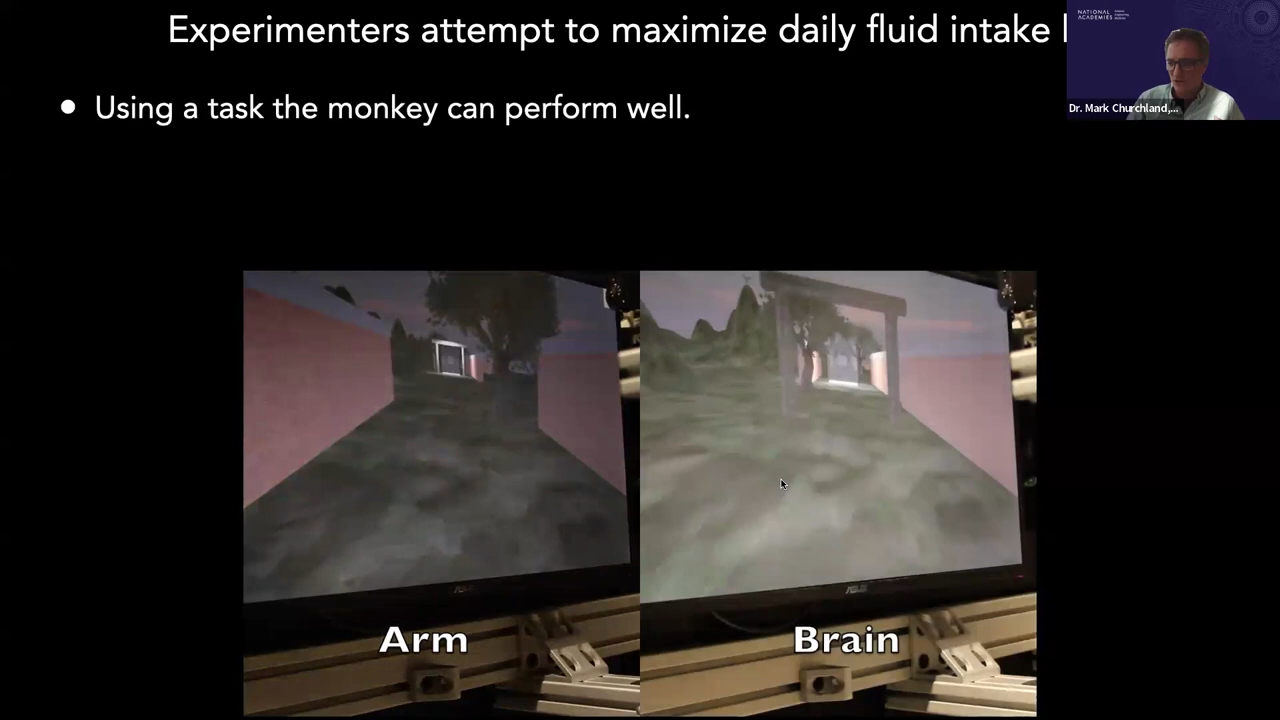 Experimenters attempt to maximize daily fluid intake
NATIONAL
ACADEMIES
Dr. Mark Churchland,...
• Using a task the monkey can perform well.
ASUS
Arm
Brain